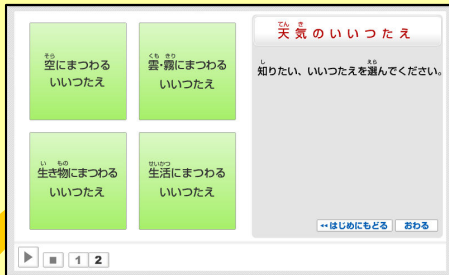 空にまつわる
いいつたえ
雲・霧にまつわる
いいつたえ
生き物にまつわる
いいつたえ
生活にまつわる
いいつたえ
天気のいいつたえ
知りたい、いいつたえを選んでください。
はじめにもどる おわる
1 2